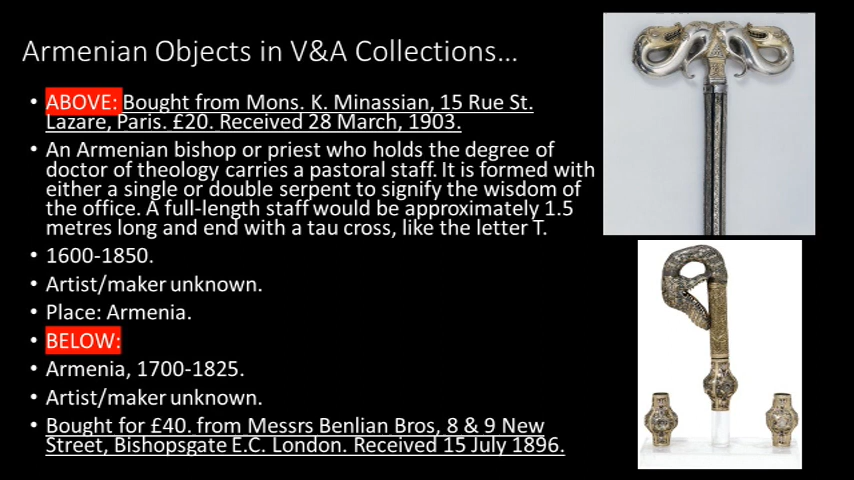 Armenian Objects in V&A Collections...
• ABOVE: Bought from Mons. K. Minassian, 15 Rue St.
Lazare, Paris. £20. Received 28 March, 1903.
• An Armenian bishop or priest who holds the degree of
doctor of theology carries a pastoral staff. It is formed with
either a single or double serpent to signify the wisdom of
the office. A full-length staff would be approximately 1.5
metres long and end with a tau cross, like the letter T.
• 1600-1850.
• Artist/maker unknown.
• Place: Armenia.
• BELOW:
• Armenia, 1700-1825.
• Artist/maker unknown.
• Bought for £40. from Messrs Benlian Bros, 8 & 9 New
Street, Bishopsgate E.C. London. Received 15 July 1896.